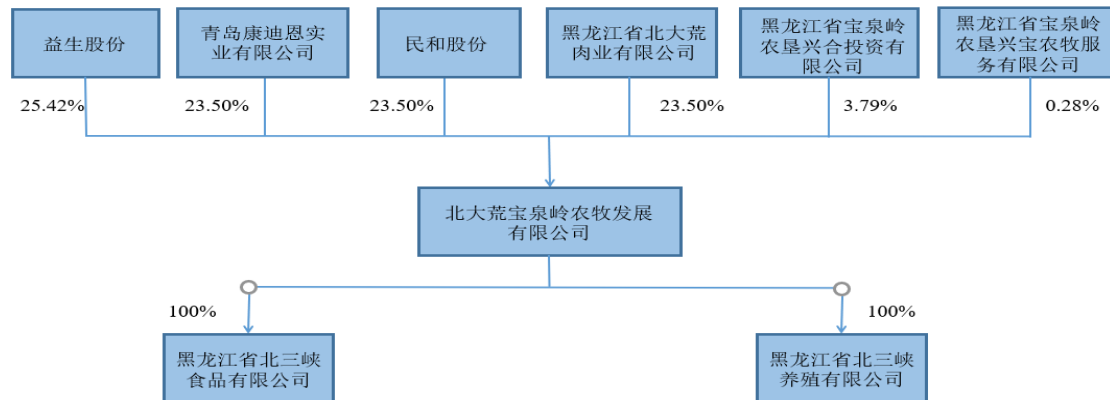 益生股份
青岛康迪恩实
业有限公司
民和股份
黑龙江省北大荒
肉业有限公司
黑龙江省宝泉岭
农垦兴合投资有
限公司
黑龙江省宝泉岭
农垦兴宝农牧服
务有限公司
25.42%
23.50%
23.50%
23.50%
3.79%
0.28%
北大荒宝泉岭农牧发展
有限公司
100%
100%
黑龙江省北三峡
食品有限公司
黑龙江省北三峡
养殖有限公司